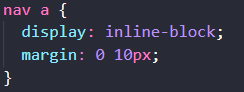 nav a {
  display: inline-block;
  margin: 0 10px;
}